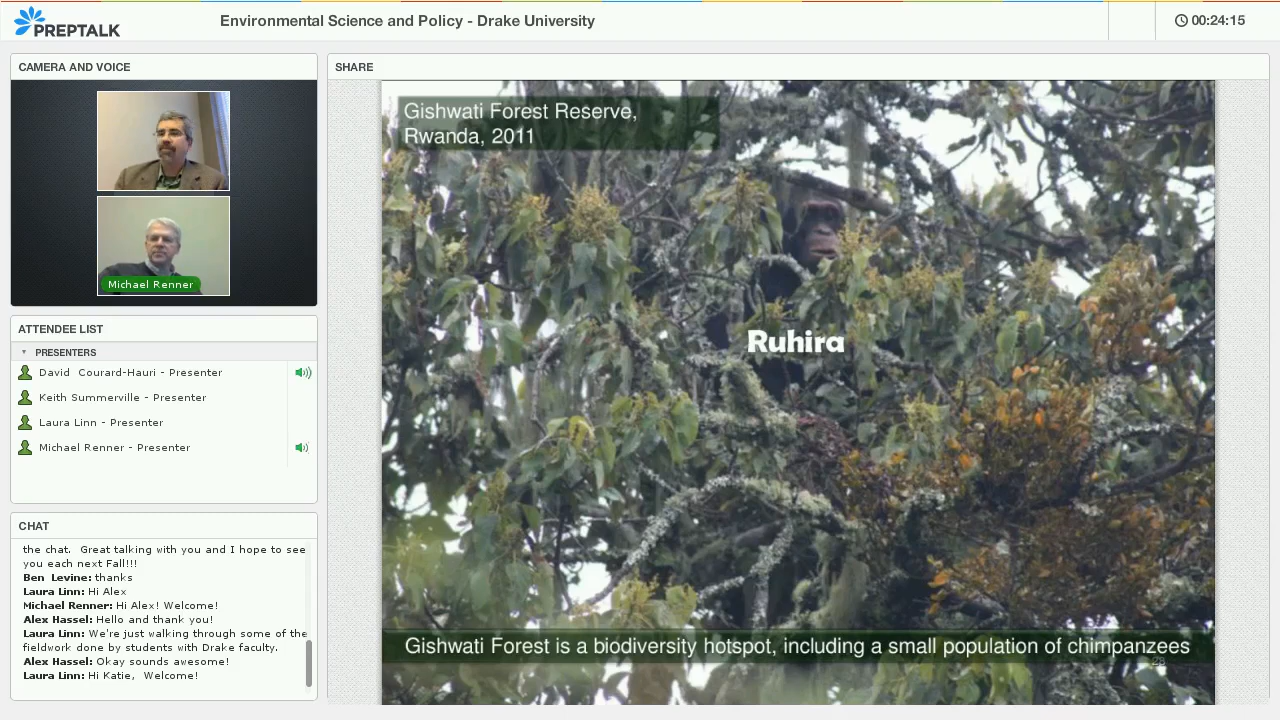 PREPTALK
Environmental Science and Policy - Drake University
00:24:15
CAMERA AND VOICE
Michael Renner
ATTENDEE LIST
PRESENTERS
David Courard-Hauri - Presenter
Keith Summerville - Presenter
Laura Linn - Presenter
Michael Renner - Presenter
CHAT
the chat. Great talking with you and I hope to see
you each next Fall!!!
Ben Levine: thanks
Laura Linn: Hi Alex
Michael Renner: Hi Alex! Welcome!
Alex Hassel: Hello and thank you!
Laura Linn: We're just walking through some of the
fieldwork done by students with Drake faculty.
Alex Hassel: Okay sounds awesome!
Laura Linn: Hi Katie, Welcome!
SHARE
Gishwati Forest Reserve,
Rwanda, 2011
Ruhira
Gishwati Forest is a biodiversity hotspot, including a small population of chimpanzees
28